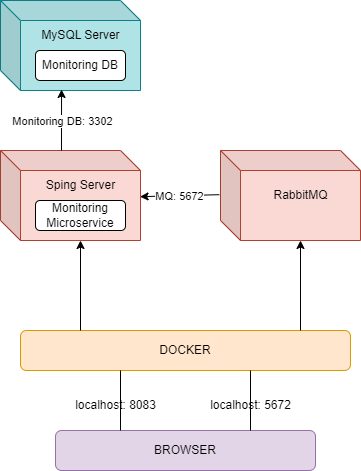 MySQL Server
Monitoring DB
Monitoring DB: 3302
Sping Server
Monitoring
Microservice
MQ: 5672
RabbitMQ
DOCKER
localhost: 8083
localhost: 5672
BROWSER